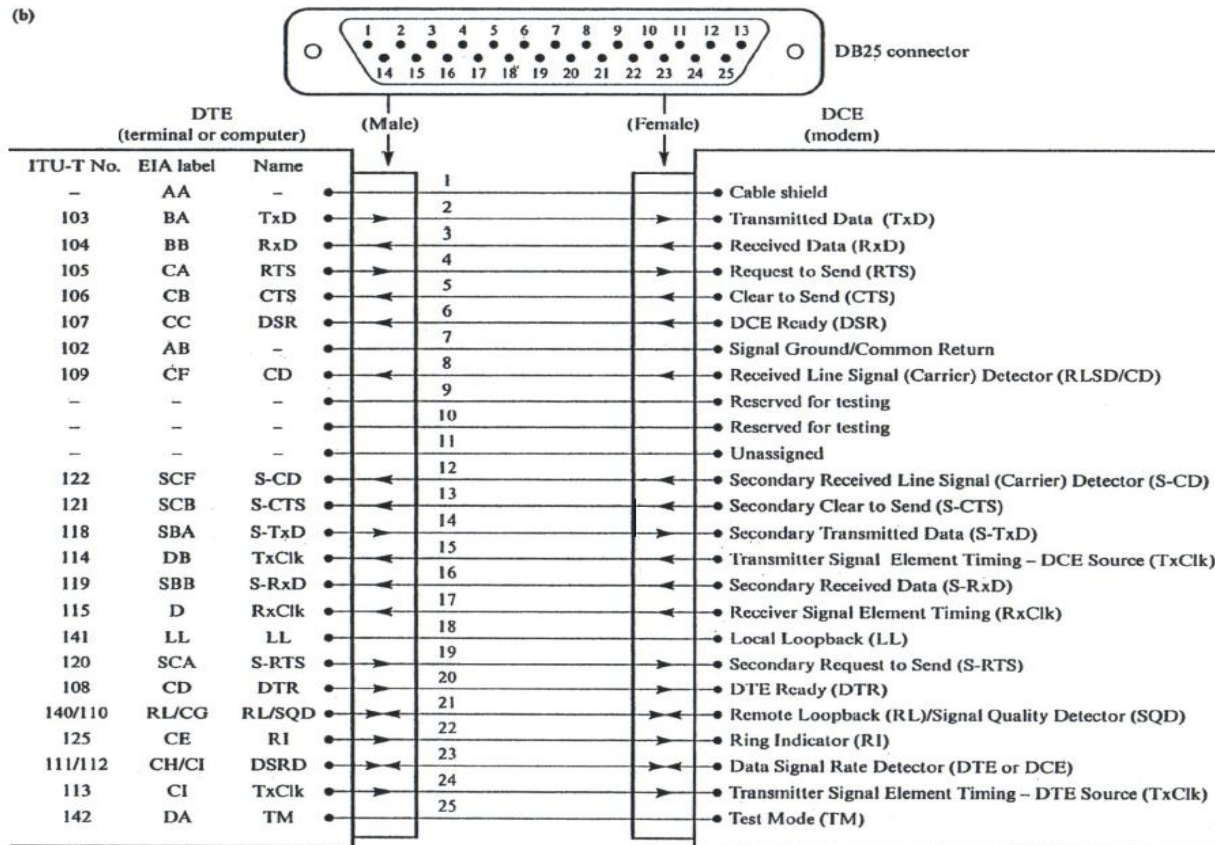 (b)
1 2 3 4 5 6 7 8 9 10 11 12 13
14 15 16 17 18 19 20 21 22 23 24 25
DB25 connector
DTE
(terminal or computer)
(Male)
(Female)
DCE
(modem)
ITU-T No. EIA label Name
– AA – 1 Cable shield
103 BA TxD 2 Transmitted Data (TxD)
104 BB RxD 3 Received Data (RxD)
105 CA RTS 4 Request to Send (RTS)
106 CB CTS 5 Clear to Send (CTS)
107 CC DSR 6 DCE Ready (DSR)
102 AB – 7 Signal Ground/Common Return
109 CF CD 8 Received Line Signal (Carrier) Detector (RLSD/CD)
– – – 9 Reserved for testing
– – – 10 Reserved for testing
– – – 11 Unassigned
122 SCF S-CD 12 Secondary Received Line Signal (Carrier) Detector (S-CD)
121 SCB S-CTS 13 Secondary Clear to Send (S-CTS)
118 SBA S-TxD 14 Secondary Transmitted Data (S-TxD)
114 DB TxClk 15 Transmitter Signal Element Timing – DCE Source (TxClk)
119 SBB S-RxD 16 Secondary Received Data (S-RxD)
115 D RxClk 17 Receiver Signal Element Timing (RxClk)
141 LL LL 18 Local Loopback (LL)
120 SCA S-RTS 19 Secondary Request to Send (S-RTS)
108 CD DTR 20 DTE Ready (DTR)
140/110 RL/CG RL/SQD 21 Remote Loopback (RL)/Signal Quality Detector (SQD)
125 CE RI 22 Ring Indicator (RI)
111/112 CH/CI DSRD 23 Data Signal Rate Detector (DTE or DCE)
113 CI TxClk 24 Transmitter Signal Element Timing – DTE Source (TxClk)
142 DA TM 25 Test Mode (TM)